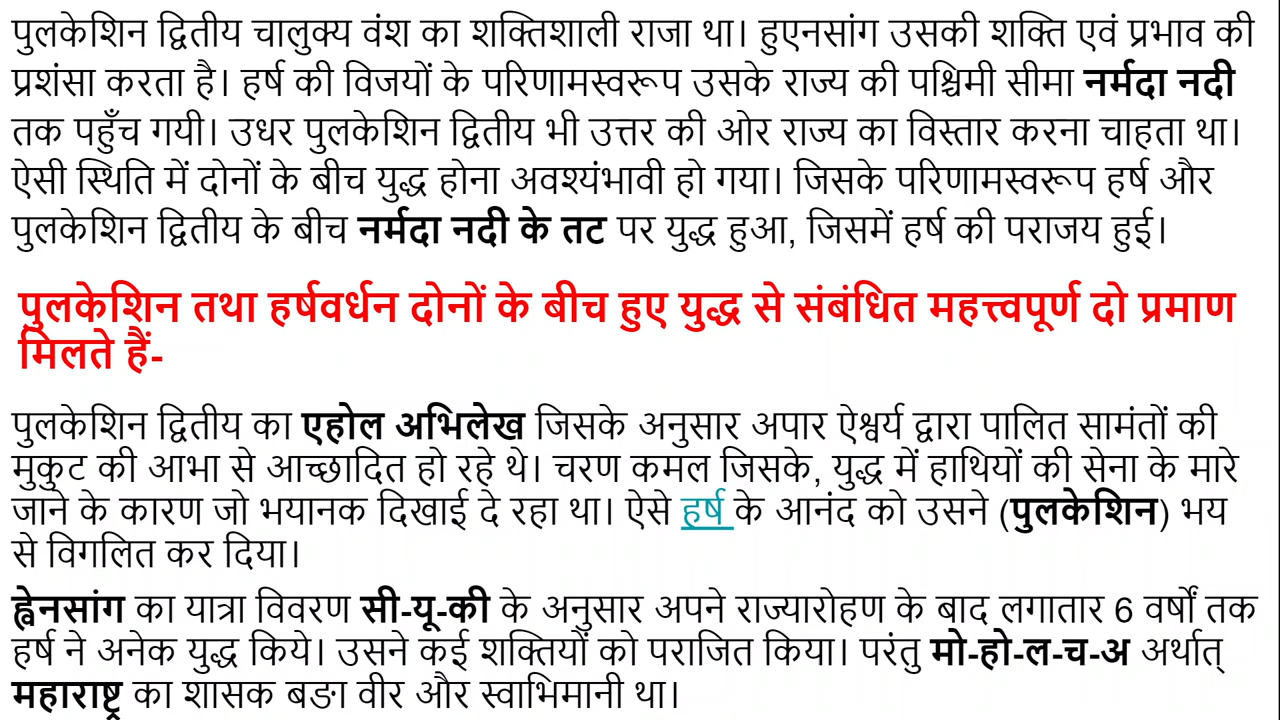 पुलकेशिन द्वितीय चालुक्य वंश का शक्तिशाली राजा था। हुएनसांग उसकी शक्ति एवं प्रभाव की
प्रशंसा करता है। हर्ष की विजयों के परिणामस्वरूप उसके राज्य की पश्चिमी सीमा नर्मदा नदी
तक पहुँच गयी। उधर पुलकेशिन द्वितीय भी उत्तर की ओर राज्य का विस्तार करना चाहता था।
ऐसी स्थिति में दोनों के बीच युद्ध होना अवश्यंभावी हो गया। जिसके परिणामस्वरूप हर्ष और
पुलकेशिन द्वितीय के बीच नर्मदा नदी के तट पर युद्ध हुआ, जिसमें हर्ष की पराजय हुई।
पुलकेशिन तथा हर्षवर्धन दोनों के बीच हुए युद्ध से संबंधित महत्त्वपूर्ण दो प्रमाण
मिलते हैं-
पुलकेशिन द्वितीय का एहोल अभिलेख जिसके अनुसार अपार ऐश्वर्य द्वारा पालित सामंतों की
मुकुट की आभा से आच्छादित हो रहे थे। चरण कमल जिसके, युद्ध में हाथियों की सेना के मारे
जाने के कारण जो भयानक दिखाई दे रहा था। ऐसे हर्ष के आनंद को उसने (पुलकेशिन) भय
से विगलित कर दिया।
ह्वेनसांग का यात्रा विवरण सी-यू-की के अनुसार अपने राज्यारोहण के बाद लगातार 6 वर्षों तक
हर्ष ने अनेक युद्ध किये। उसने कई शक्तियों को पराजित किया। परंतु मो-हो-ल-च-अ अर्थात्
महाराष्ट्र का शासक बङा वीर और स्वाभिमानी था।